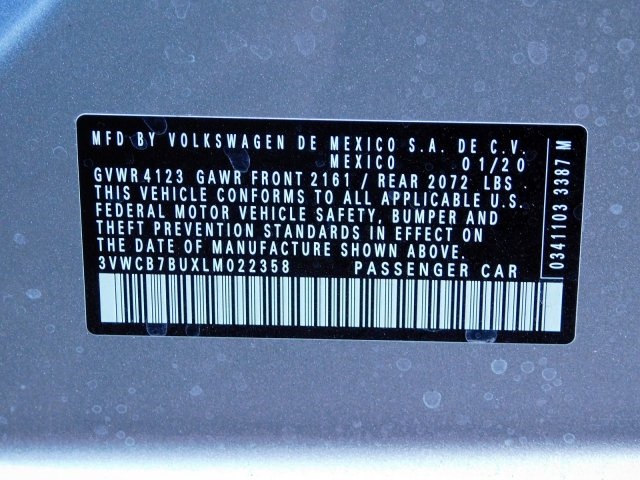 MFD BY VOLKSWAGEN DE MEXICO S.A. DE C.V.
MEXICO 01/20
GVWR 4123 GAWR FRONT 2161 / REAR 2072 LBS.
THIS VEHICLE CONFORMS TO ALL APPLICABLE U.S.
FEDERAL MOTOR VEHICLE SAFETY, BUMPER AND
THEFT PREVENTION STANDARDS IN EFFECT ON
THE DATE OF MANUFACTURE SHOWN ABOVE.
3VWCB7BUXLM022358 PASSENGER CAR
0341103 3387 M